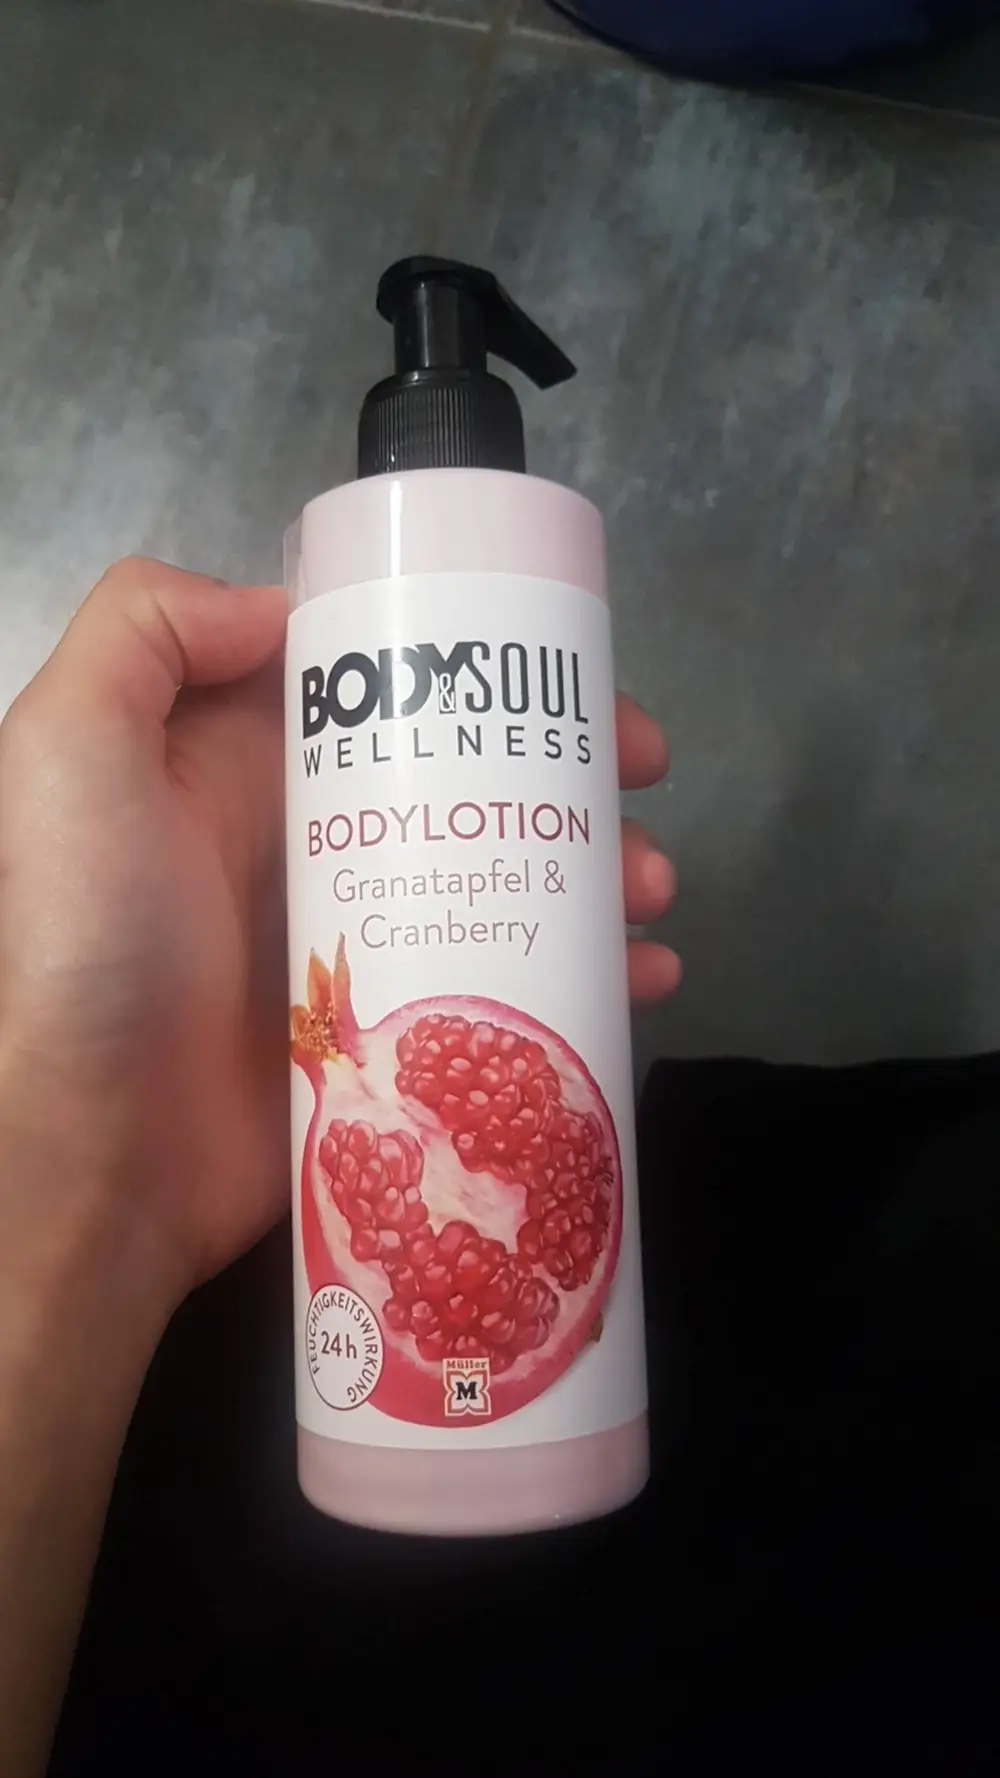 BODY&SOUL
WELLNESS
BODYLOTION
Granatapfel &
Cranberry
FEUCHTIGKEITSWIRKUNG
24h
Müller
M